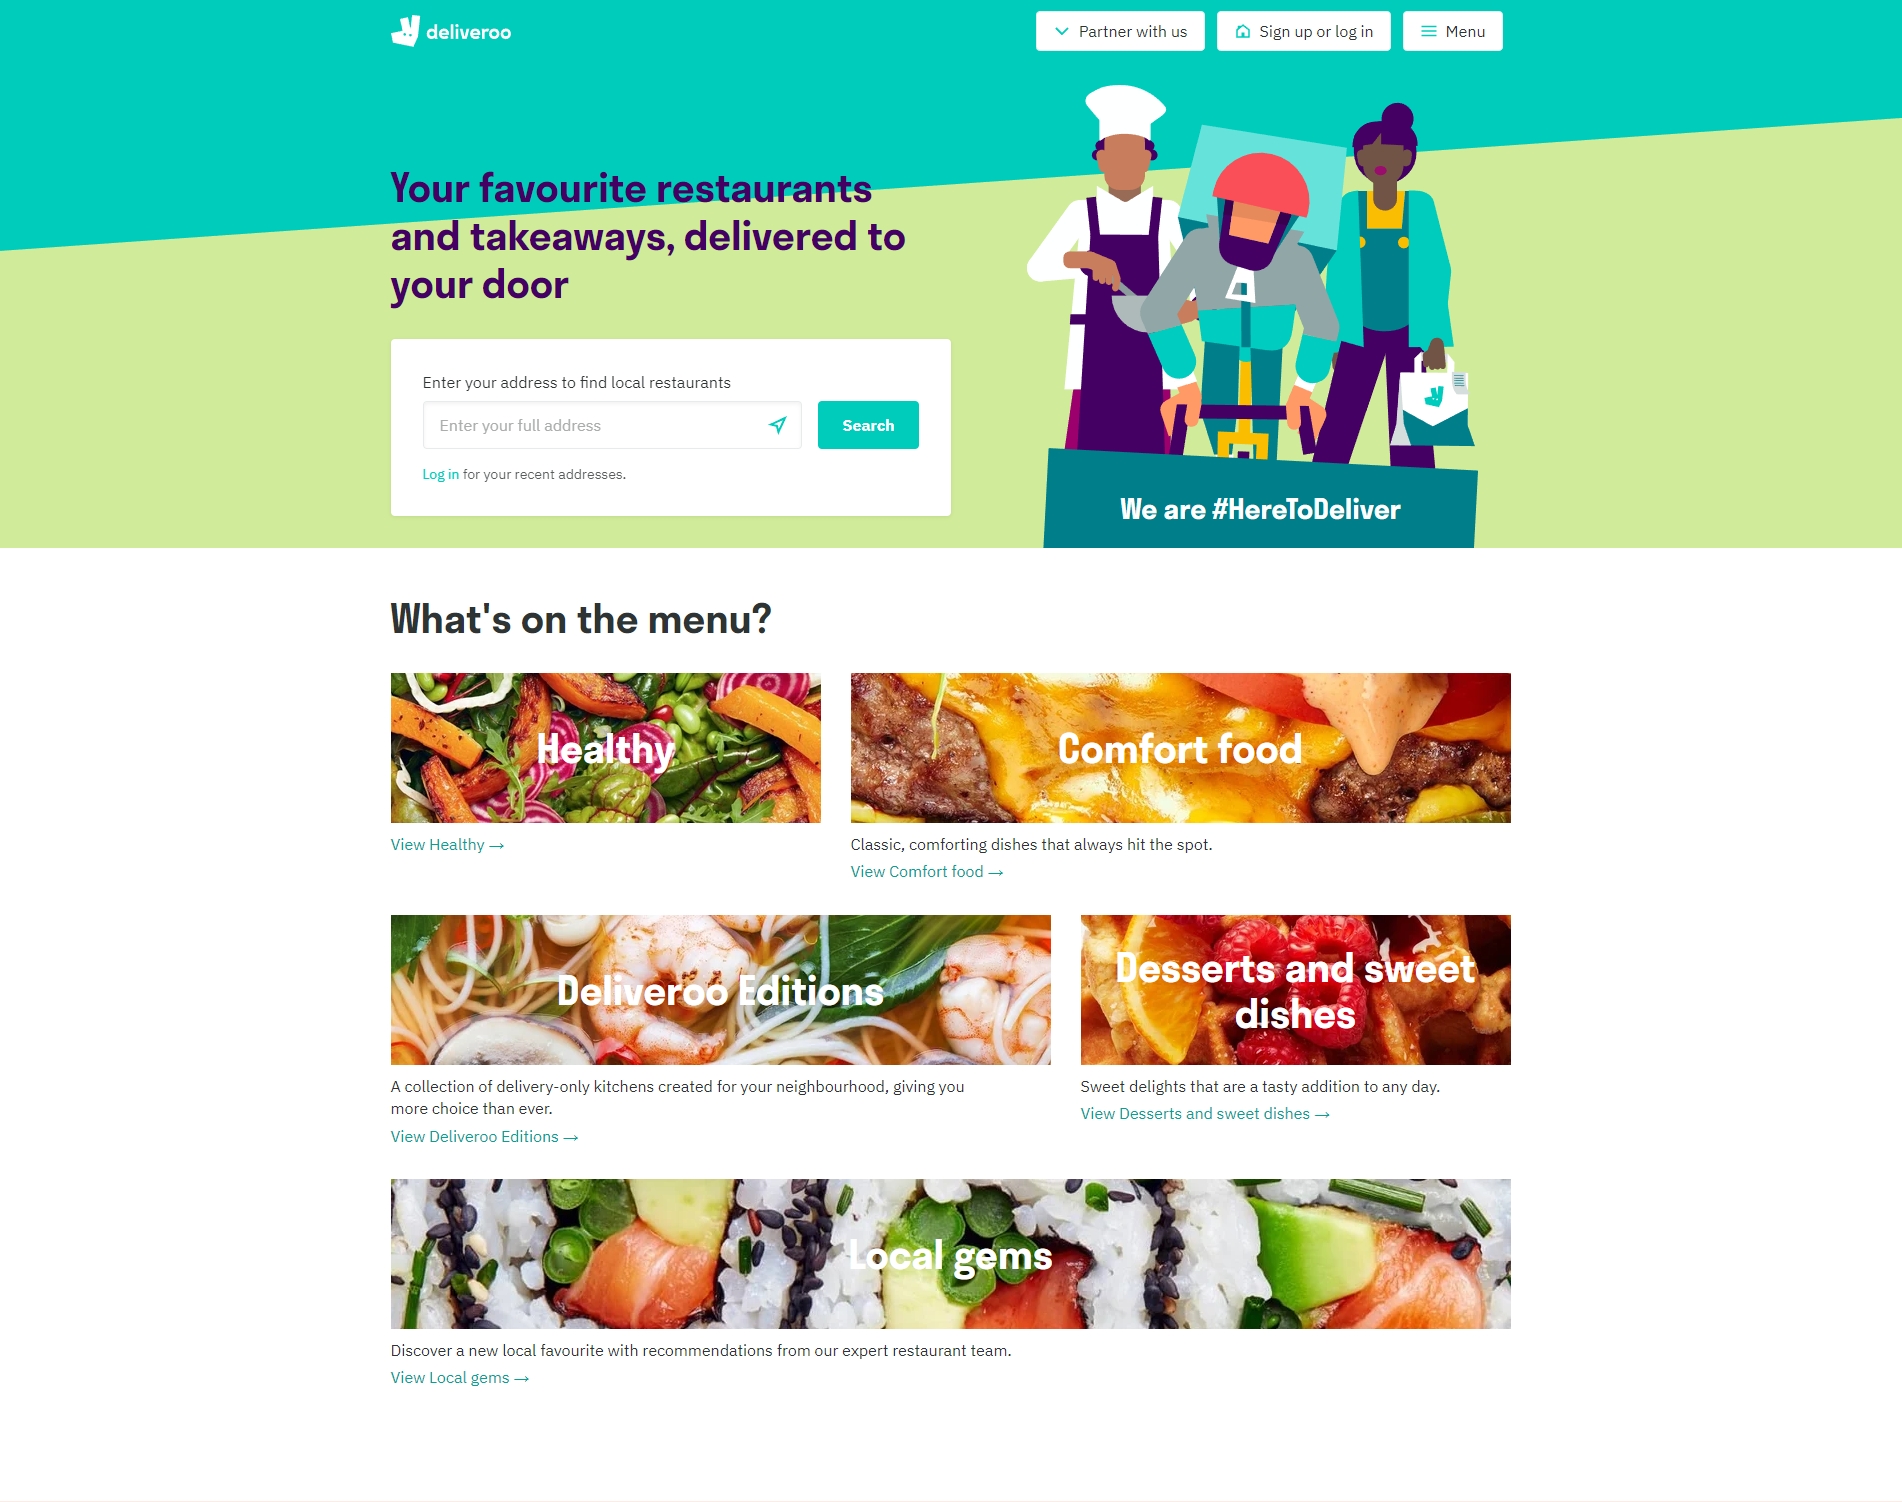 deliveroo
Partner with us
Sign up or log in
Menu
Your favourite restaurants
and takeaways, delivered to
your door
Enter your address to find local restaurants
Enter your full address
Search
Log in for your recent addresses.
We are #HereToDeliver
What's on the menu?
Healthy
View Healthy →
Comfort food
Classic, comforting dishes that always hit the spot.
View Comfort food →
Deliveroo Editions
A collection of delivery-only kitchens created for your neighbourhood, giving you
more choice than ever.
View Deliveroo Editions →
Desserts and sweet
dishes
Sweet delights that are a tasty addition to any day.
View Desserts and sweet dishes →
Local gems
Discover a new local favourite with recommendations from our expert restaurant team.
View Local gems →